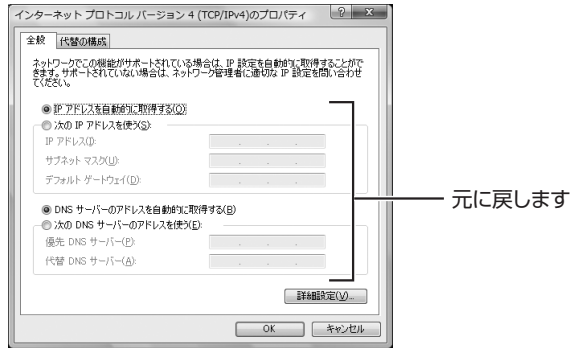 インターネット プロトコル バージョン 4 (TCP/IPv4)のプロパティ
全般 代替の構成
ネットワークでこの機能がサポートされている場合は、IP 設定を自動的に取得することがで
きます。サポートされていない場合は、ネットワーク管理者に適切な IP 設定を問い合わせ
てください。
IP アドレスを自動的に取得する(O)
次の IP アドレスを使う(S):
IP アドレス(I):
サブネット マスク(U):
デフォルト ゲートウェイ(D):
元に戻します
DNS サーバーのアドレスを自動的に取得する(B)
次の DNS サーバーのアドレスを使う(E):
優先 DNS サーバー(P):
代替 DNS サーバー(A):
詳細設定(V)...
OK キャンセル